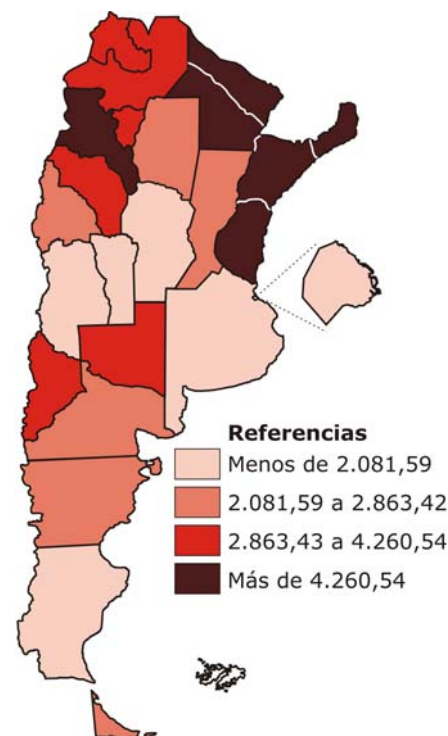 Referencias
Menos de 2.081,59
2.081,59 a 2.863,42
2.863,43 a 4.260,54
Más de 4.260,54